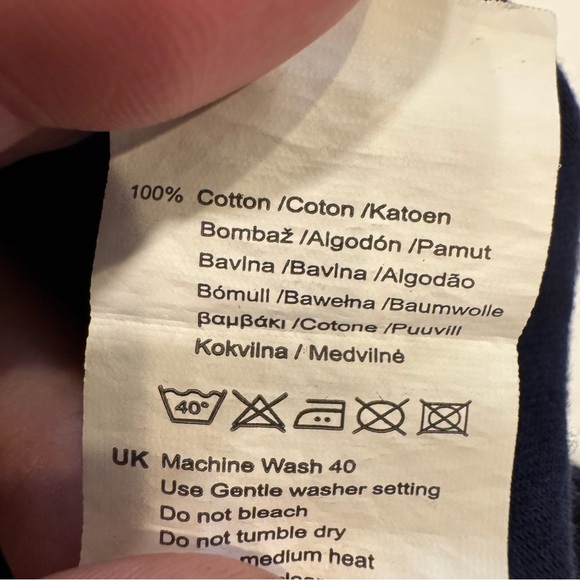 100% Cotton /Coton /Katoen
Bombaž /Algodón /Pamut
Bavlna /Bavlna /Algodão
Bómull /Bawełna /Baumwolle
βαμβάκι /Cotone /Puuvill
Kokvilna / Medvilnė
40°
UK Machine Wash 40
Use Gentle washer setting
Do not bleach
Do not tumble dry
medium heat